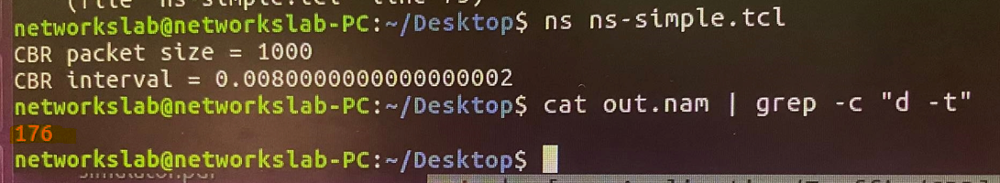 networkslab@networkslab-PC:~/Desktop$ ns ns-simple.tcl
CBR packet size = 1000
CBR interval = 0.0080000000000000002
networkslab@networkslab-PC:~/Desktop$ cat out.nam | grep -c "d -t"
176
networkslab@networkslab-PC:~/Desktop$